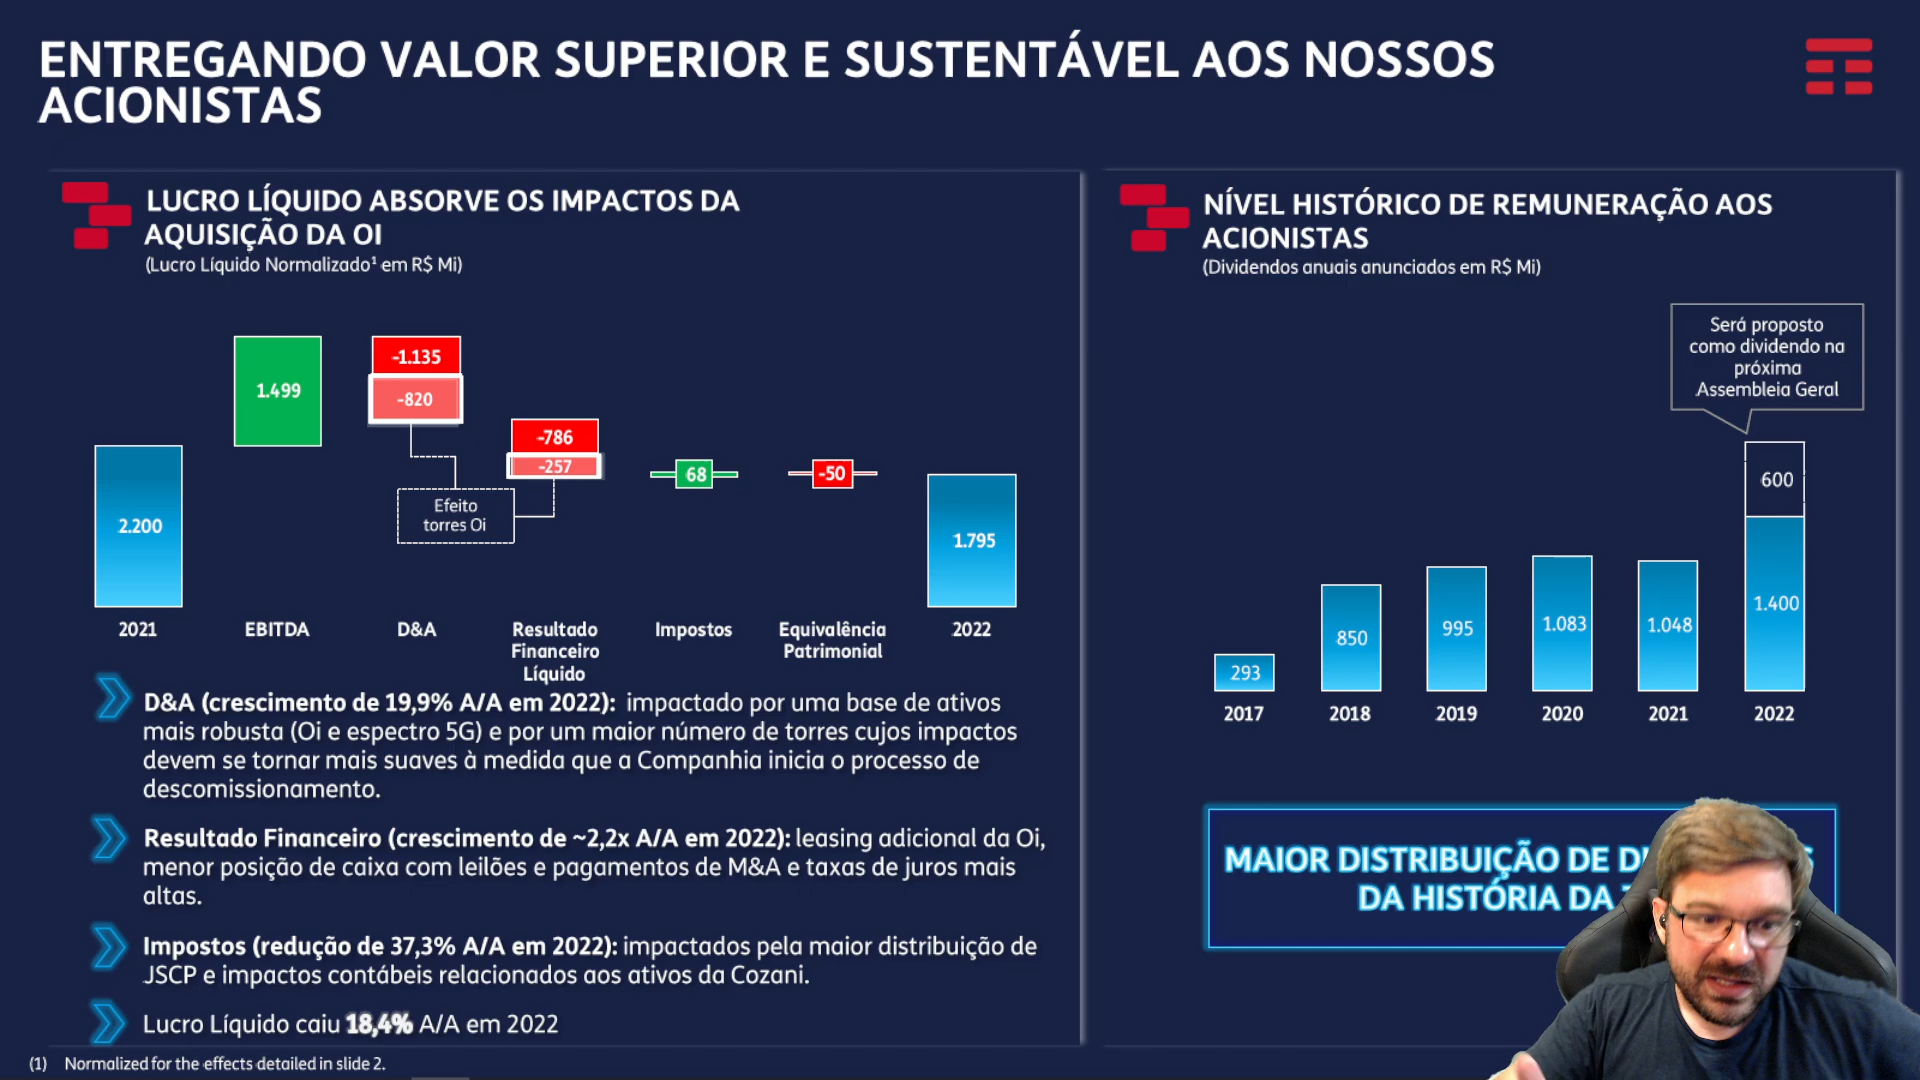 ENTREGANDO VALOR SUPERIOR E SUSTENTÁVEL AOS NOSSOS
ACIONISTAS
LUCRO LÍQUIDO ABSORVE OS IMPACTOS DA
AQUISIÇÃO DA OI
(Lucro Líquido Normalizado¹ em R$ Mi)
2.200
1.499
-1.135
-820
-786
-257
68
-50
1.795
Efeito
torres Oi
2021
EBITDA
D&A
Resultado
Financeiro
Líquido
Impostos
Equivalência
Patrimonial
2022
D&A (crescimento de 19,9% A/A em 2022): impactado por uma base de ativos
mais robusta (Oi e espectro 5G) e por um maior número de torres cujos impactos
devem se tornar mais suaves à medida que a Companhia inicia o processo de
descomissionamento.
Resultado Financeiro (crescimento de ~2,2x A/A em 2022): leasing adicional da Oi,
menor posição de caixa com leilões e pagamentos de M&A e taxas de juros mais
altas.
Impostos (redução de 37,3% A/A em 2022): impactados pela maior distribuição de
JSCP e impactos contábeis relacionados aos ativos da Cozani.
Lucro Líquido caiu 18,4% A/A em 2022
(1) Normalized for the effects detailed in slide 2.
NÍVEL HISTÓRICO DE REMUNERAÇÃO AOS
ACIONISTAS
(Dividendos anuais anunciados em R$ Mi)
Será proposto
como dividendo na
próxima
Assembleia Geral
293
850
995
1.083
1.048
600
1.400
2017
2018
2019
2020
2021
2022
MAIOR DISTRIBUIÇÃO DE
DA HISTÓRIA DA